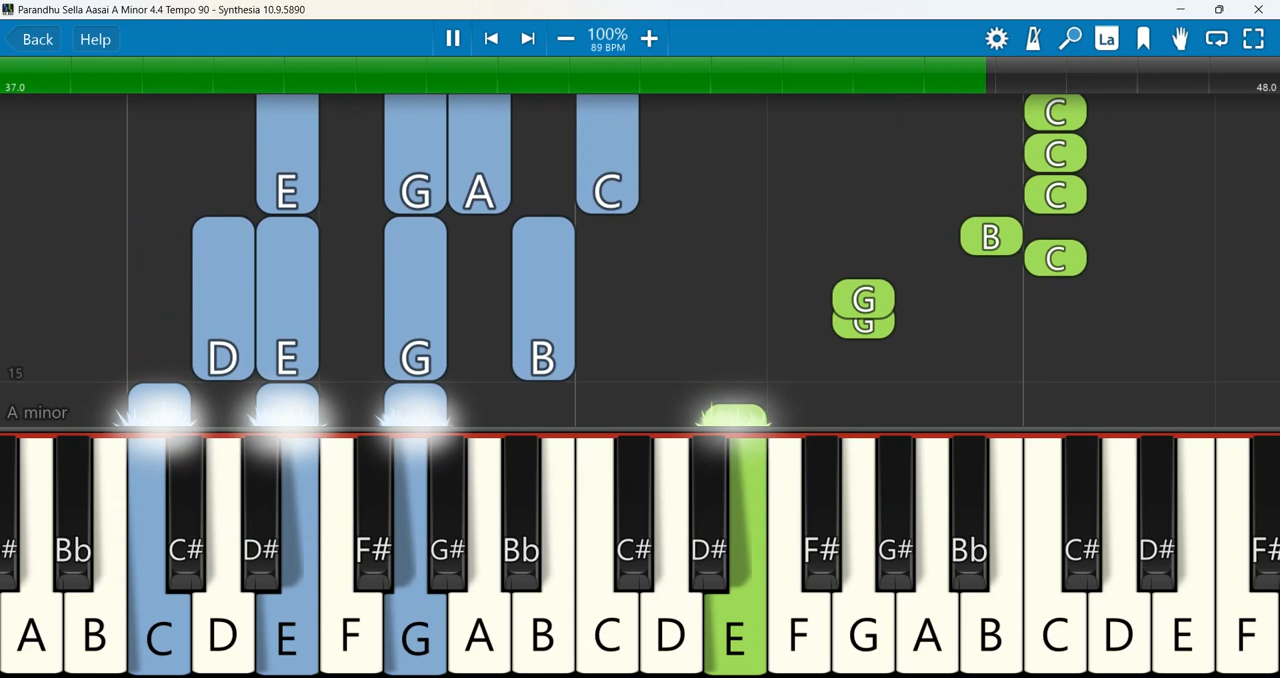 Parandhu Sella Aasai A Minor 4.4 Tempo 90 - Synthesia 10.9.5890
Back Help 100% La
89 BPM
37.0 48.0
C
C
E G A C C
B
C
G
G
D E G B
15
A minor
# Bb C# D# F# G# Bb C# D# F# G# Bb C# D# F#
A B C D E F G A B C D E F G A B C D E F